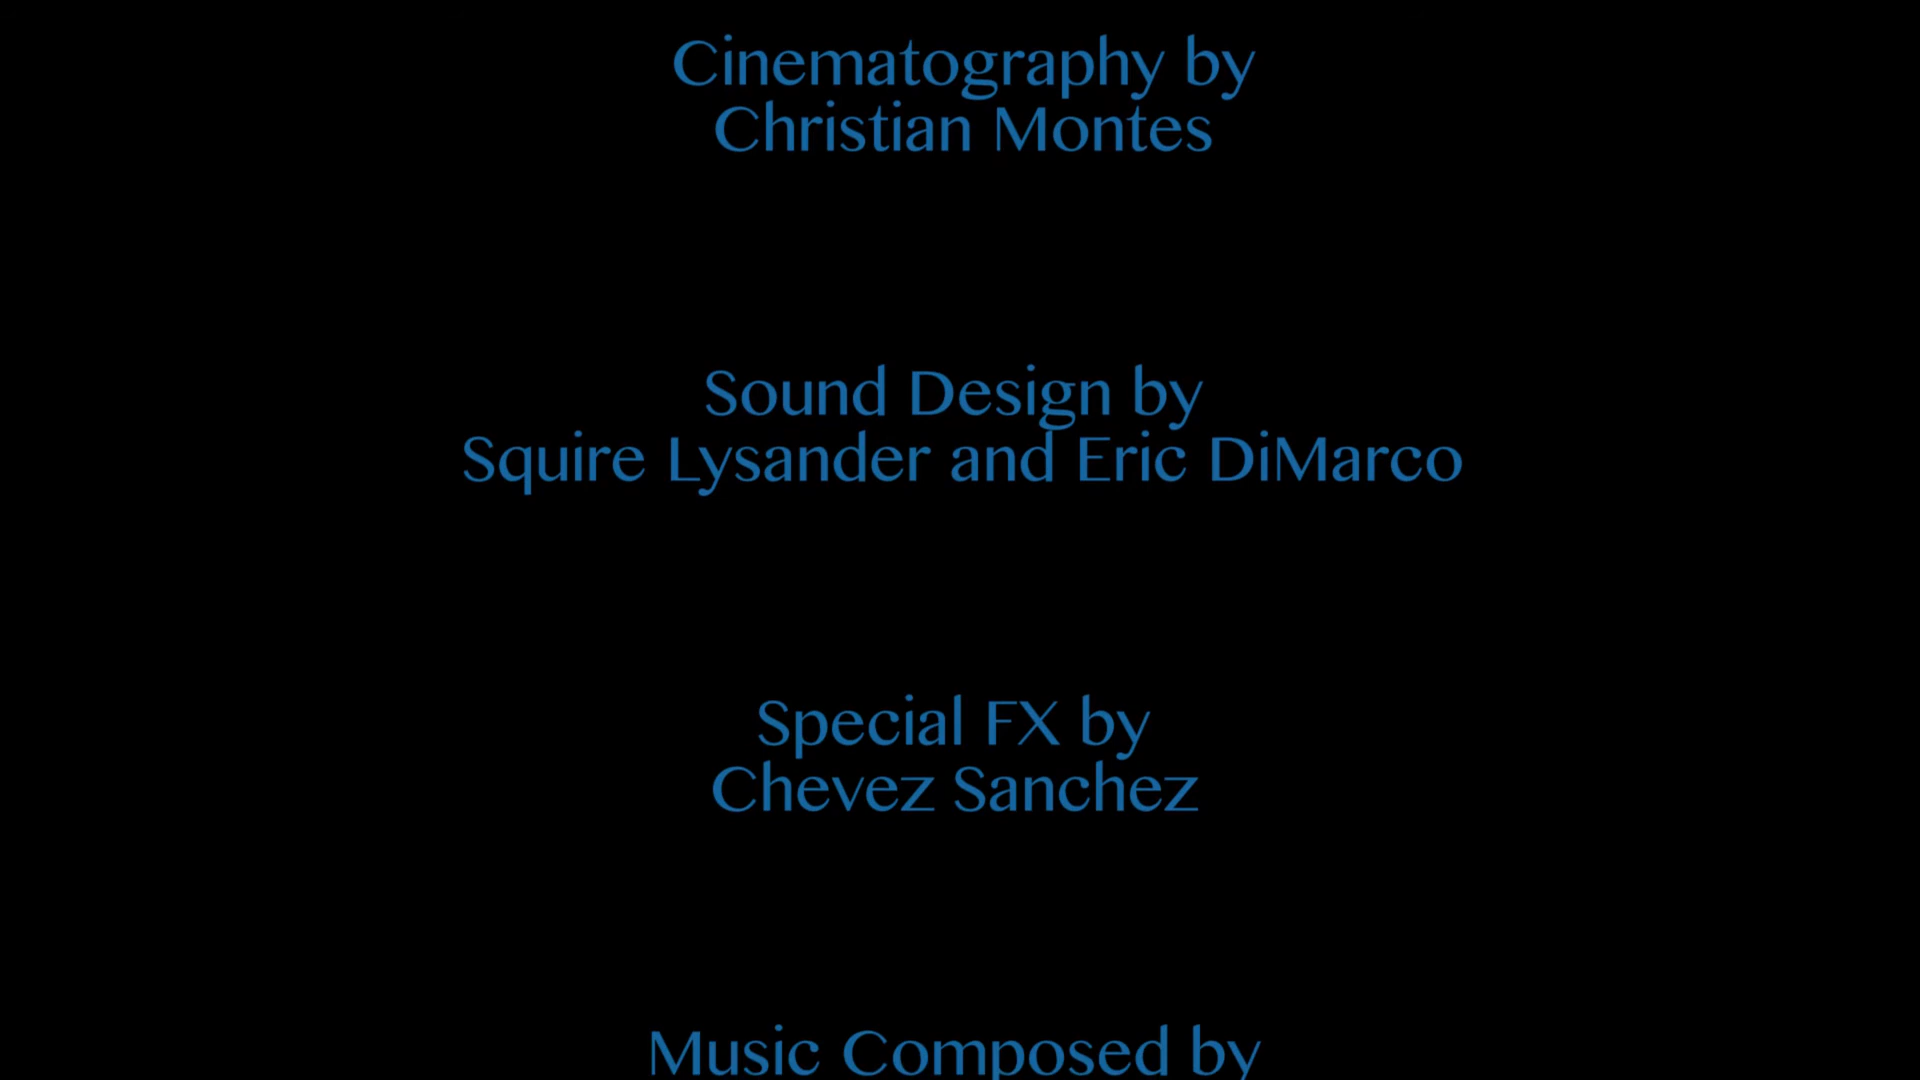 Cinematography by
Christian Montes
Sound Design by
Squire Lysander and Eric DiMarco
Special FX by
Chevez Sanchez
Music Composed by